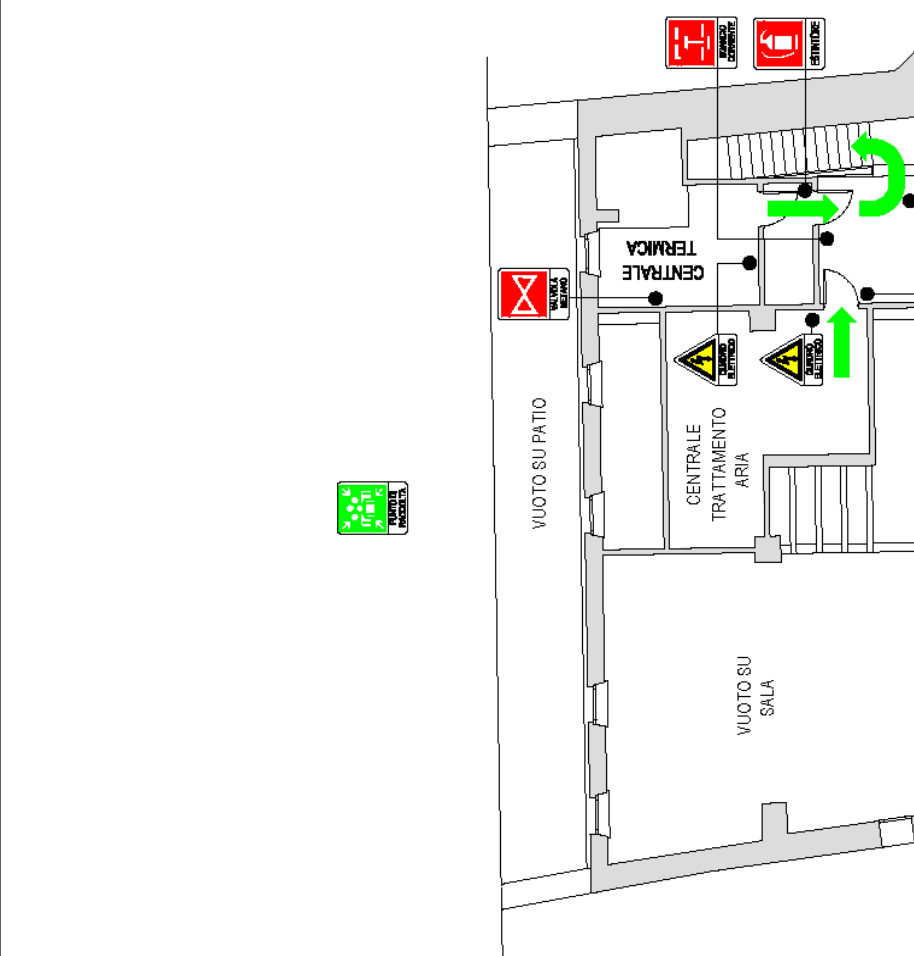 SGANCIO
CORRENTE
ESTINTORE
CENTRALE
TERMICA
VALVOLA
METANO
QUADRO
ELETTRICO
QUADRO
ELETTRICO
VUOTO SU PATIO
CENTRALE
TRATTAMENTO
ARIA
PUNTO DI
RACCOLTA
VUOTO SU
SALA